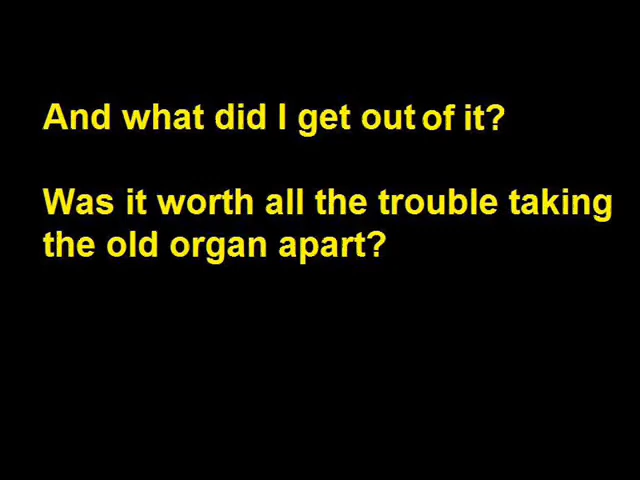 And what did I get out of it?
Was it worth all the trouble taking
the old organ apart?